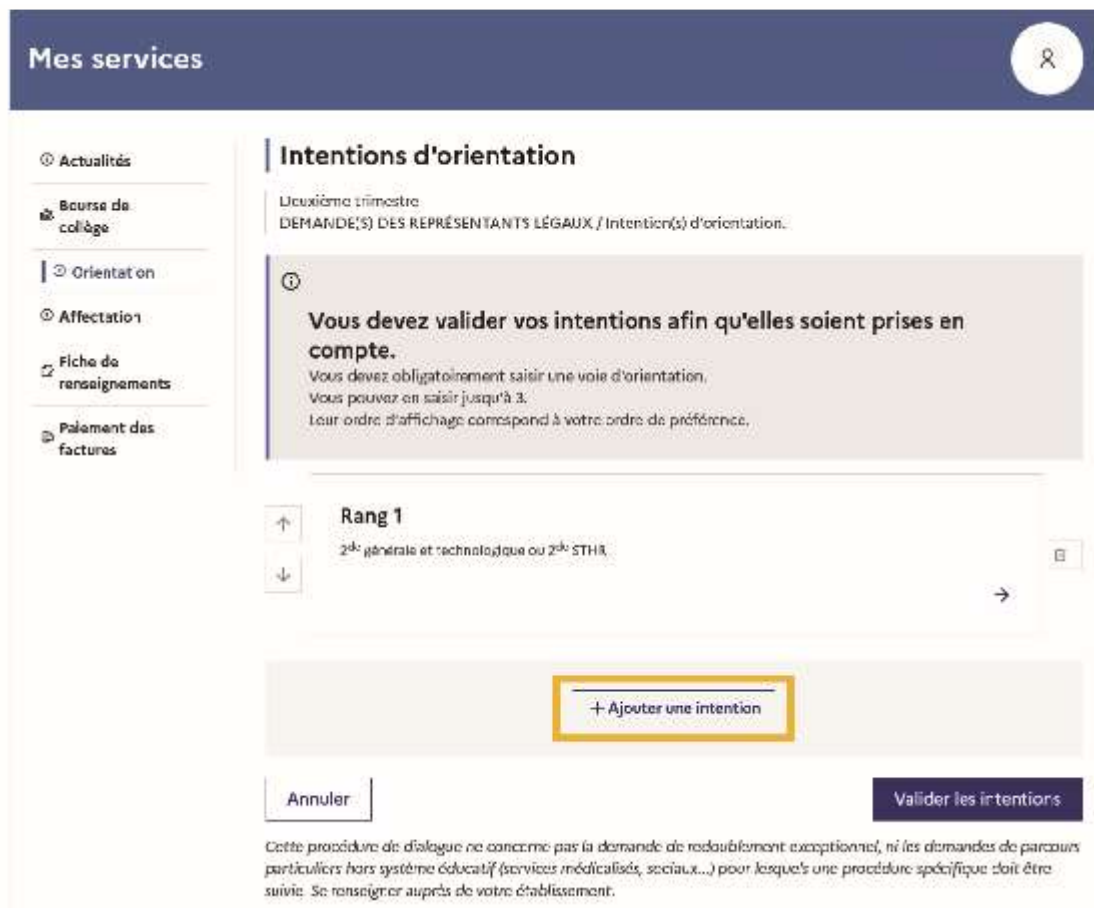 Mes services
Actualités
Bourse de
collège
Orientation
Affectation
Fiche de
renseignements
Paiement des
factures
Intentions d'orientation
Deuxième trimestre
DEMANDE(S) DES REPRÉSENTANTS LÉGAUX / Intention(s) d'orientation.
Vous devez valider vos intentions afin qu'elles soient prises en
compte.
Vous devez obligatoirement saisir une voie d'orientation.
Vous pouvez en saisir jusqu'à 3.
Leur ordre d'affichage correspond à votre ordre de préférence.
Rang 1
2de générale et technologique ou 2de STHR
+ Ajouter une intention
Annuler
Valider les intentions
Cette procédure de dialogue ne concerne pas la demande de redoublement exceptionnel, ni les demandes de parcours
particuliers hors système éducatif (services médicalisés, sociaux...) pour lesquels une procédure spécifique doit être
suivie. Se renseigner auprès de votre établissement.